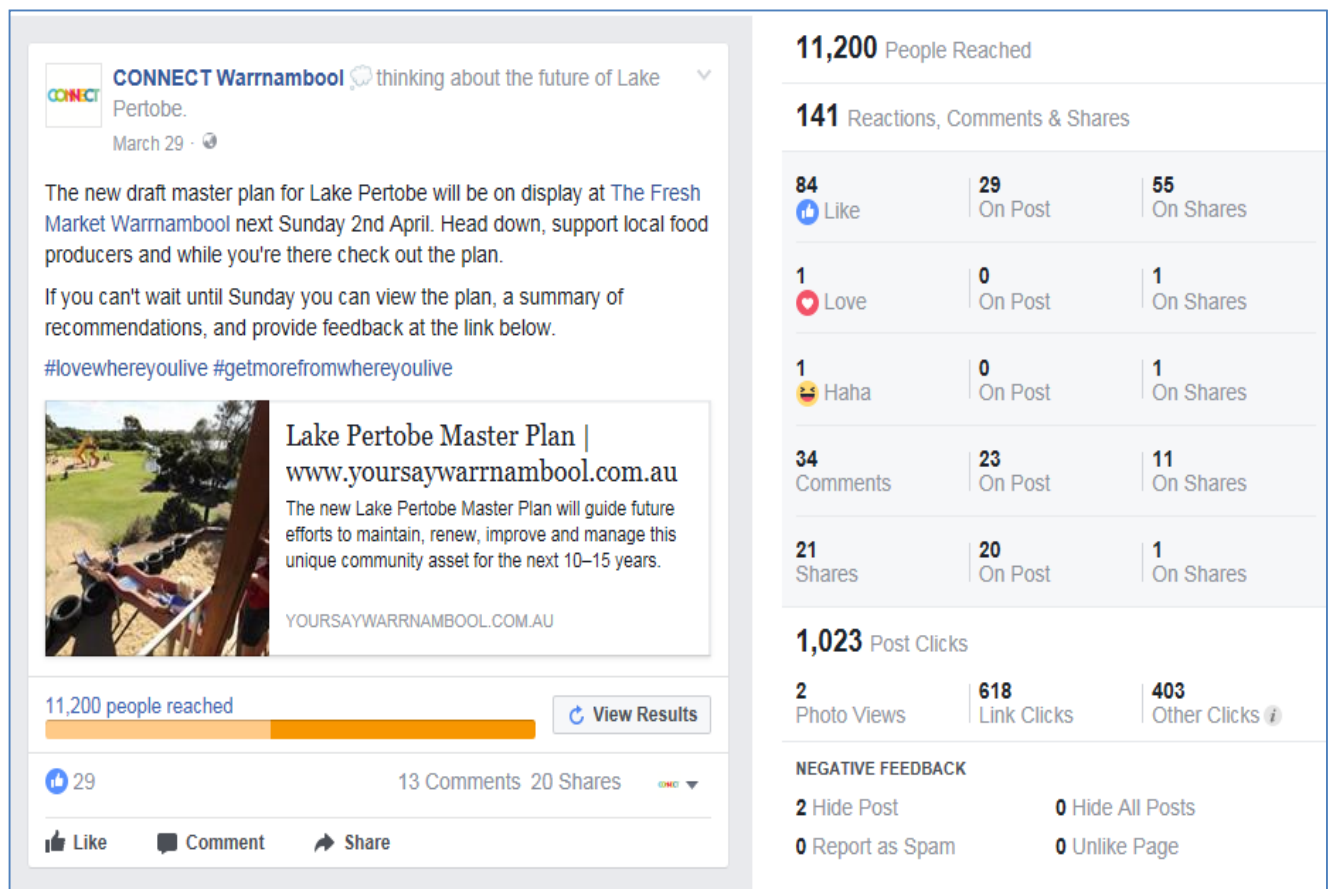 CONNECT
CONNECT Warrnambool thinking about the future of Lake
Pertobe.
March 29 ·
The new draft master plan for Lake Pertobe will be on display at The Fresh
Market Warrnambool next Sunday 2nd April. Head down, support local food
producers and while you're there check out the plan.
If you can't wait until Sunday you can view the plan, a summary of
recommendations, and provide feedback at the link below.
#lovewhereyoulive #getmorefromwhereyoulive
Lake Pertobe Master Plan |
www.yoursaywarrnambool.com.au
The new Lake Pertobe Master Plan will guide future
efforts to maintain, renew, improve and manage this
unique community asset for the next 10–15 years.
YOURSAYWARRNAMBOOL.COM.AU
11,200 people reached
View Results
29
13 Comments 20 Shares
CONNECT
Like Comment Share
11,200 People Reached
141 Reactions, Comments & Shares
84 29 55
Like On Post On Shares
1 0 1
Love On Post On Shares
1 0 1
Haha On Post On Shares
34 23 11
Comments On Post On Shares
21 20 1
Shares On Post On Shares
1,023 Post Clicks
2 618 403
Photo Views Link Clicks Other Clicks i
NEGATIVE FEEDBACK
2 Hide Post 0 Hide All Posts
0 Report as Spam 0 Unlike Page